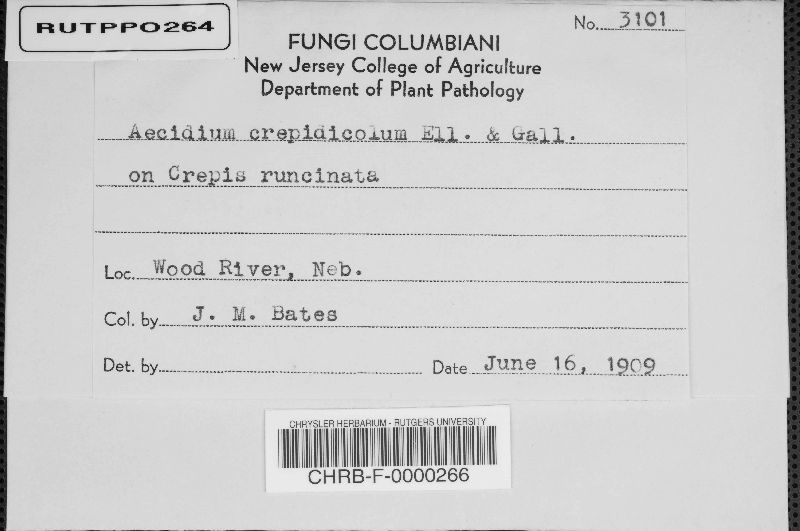 RUTPPO264
No. 3101
FUNGI COLUMBIANI
New Jersey College of Agriculture
Department of Plant Pathology
Aecidium crepidicolum Ell. & Gall.
on Crepis runcinata
Loc. Wood River, Neb.
Col. by J. M. Bates
Det. by Date June 16, 1909
CHRYSLER HERBARIUM - RUTGERS UNIVERSITY
CHRB-F-0000266